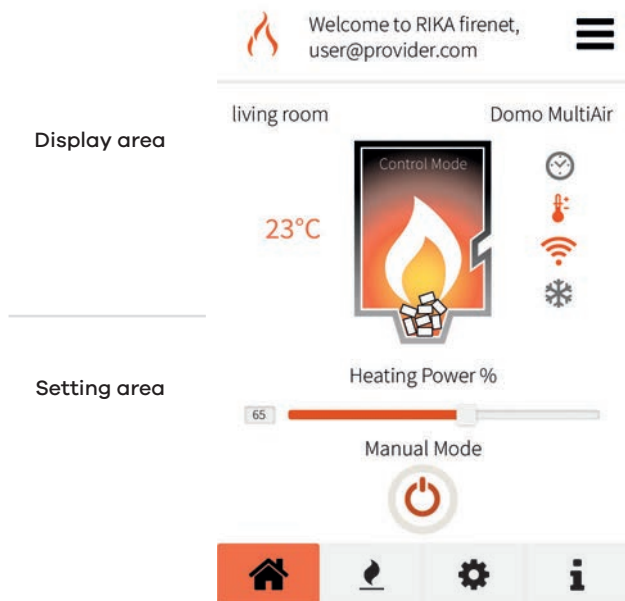 Welcome to RIKA firenet,
user@provider.com
living room
Domo MultiAir
Display area
Control Mode
23°C
Heating Power %
Setting area
65
Manual Mode